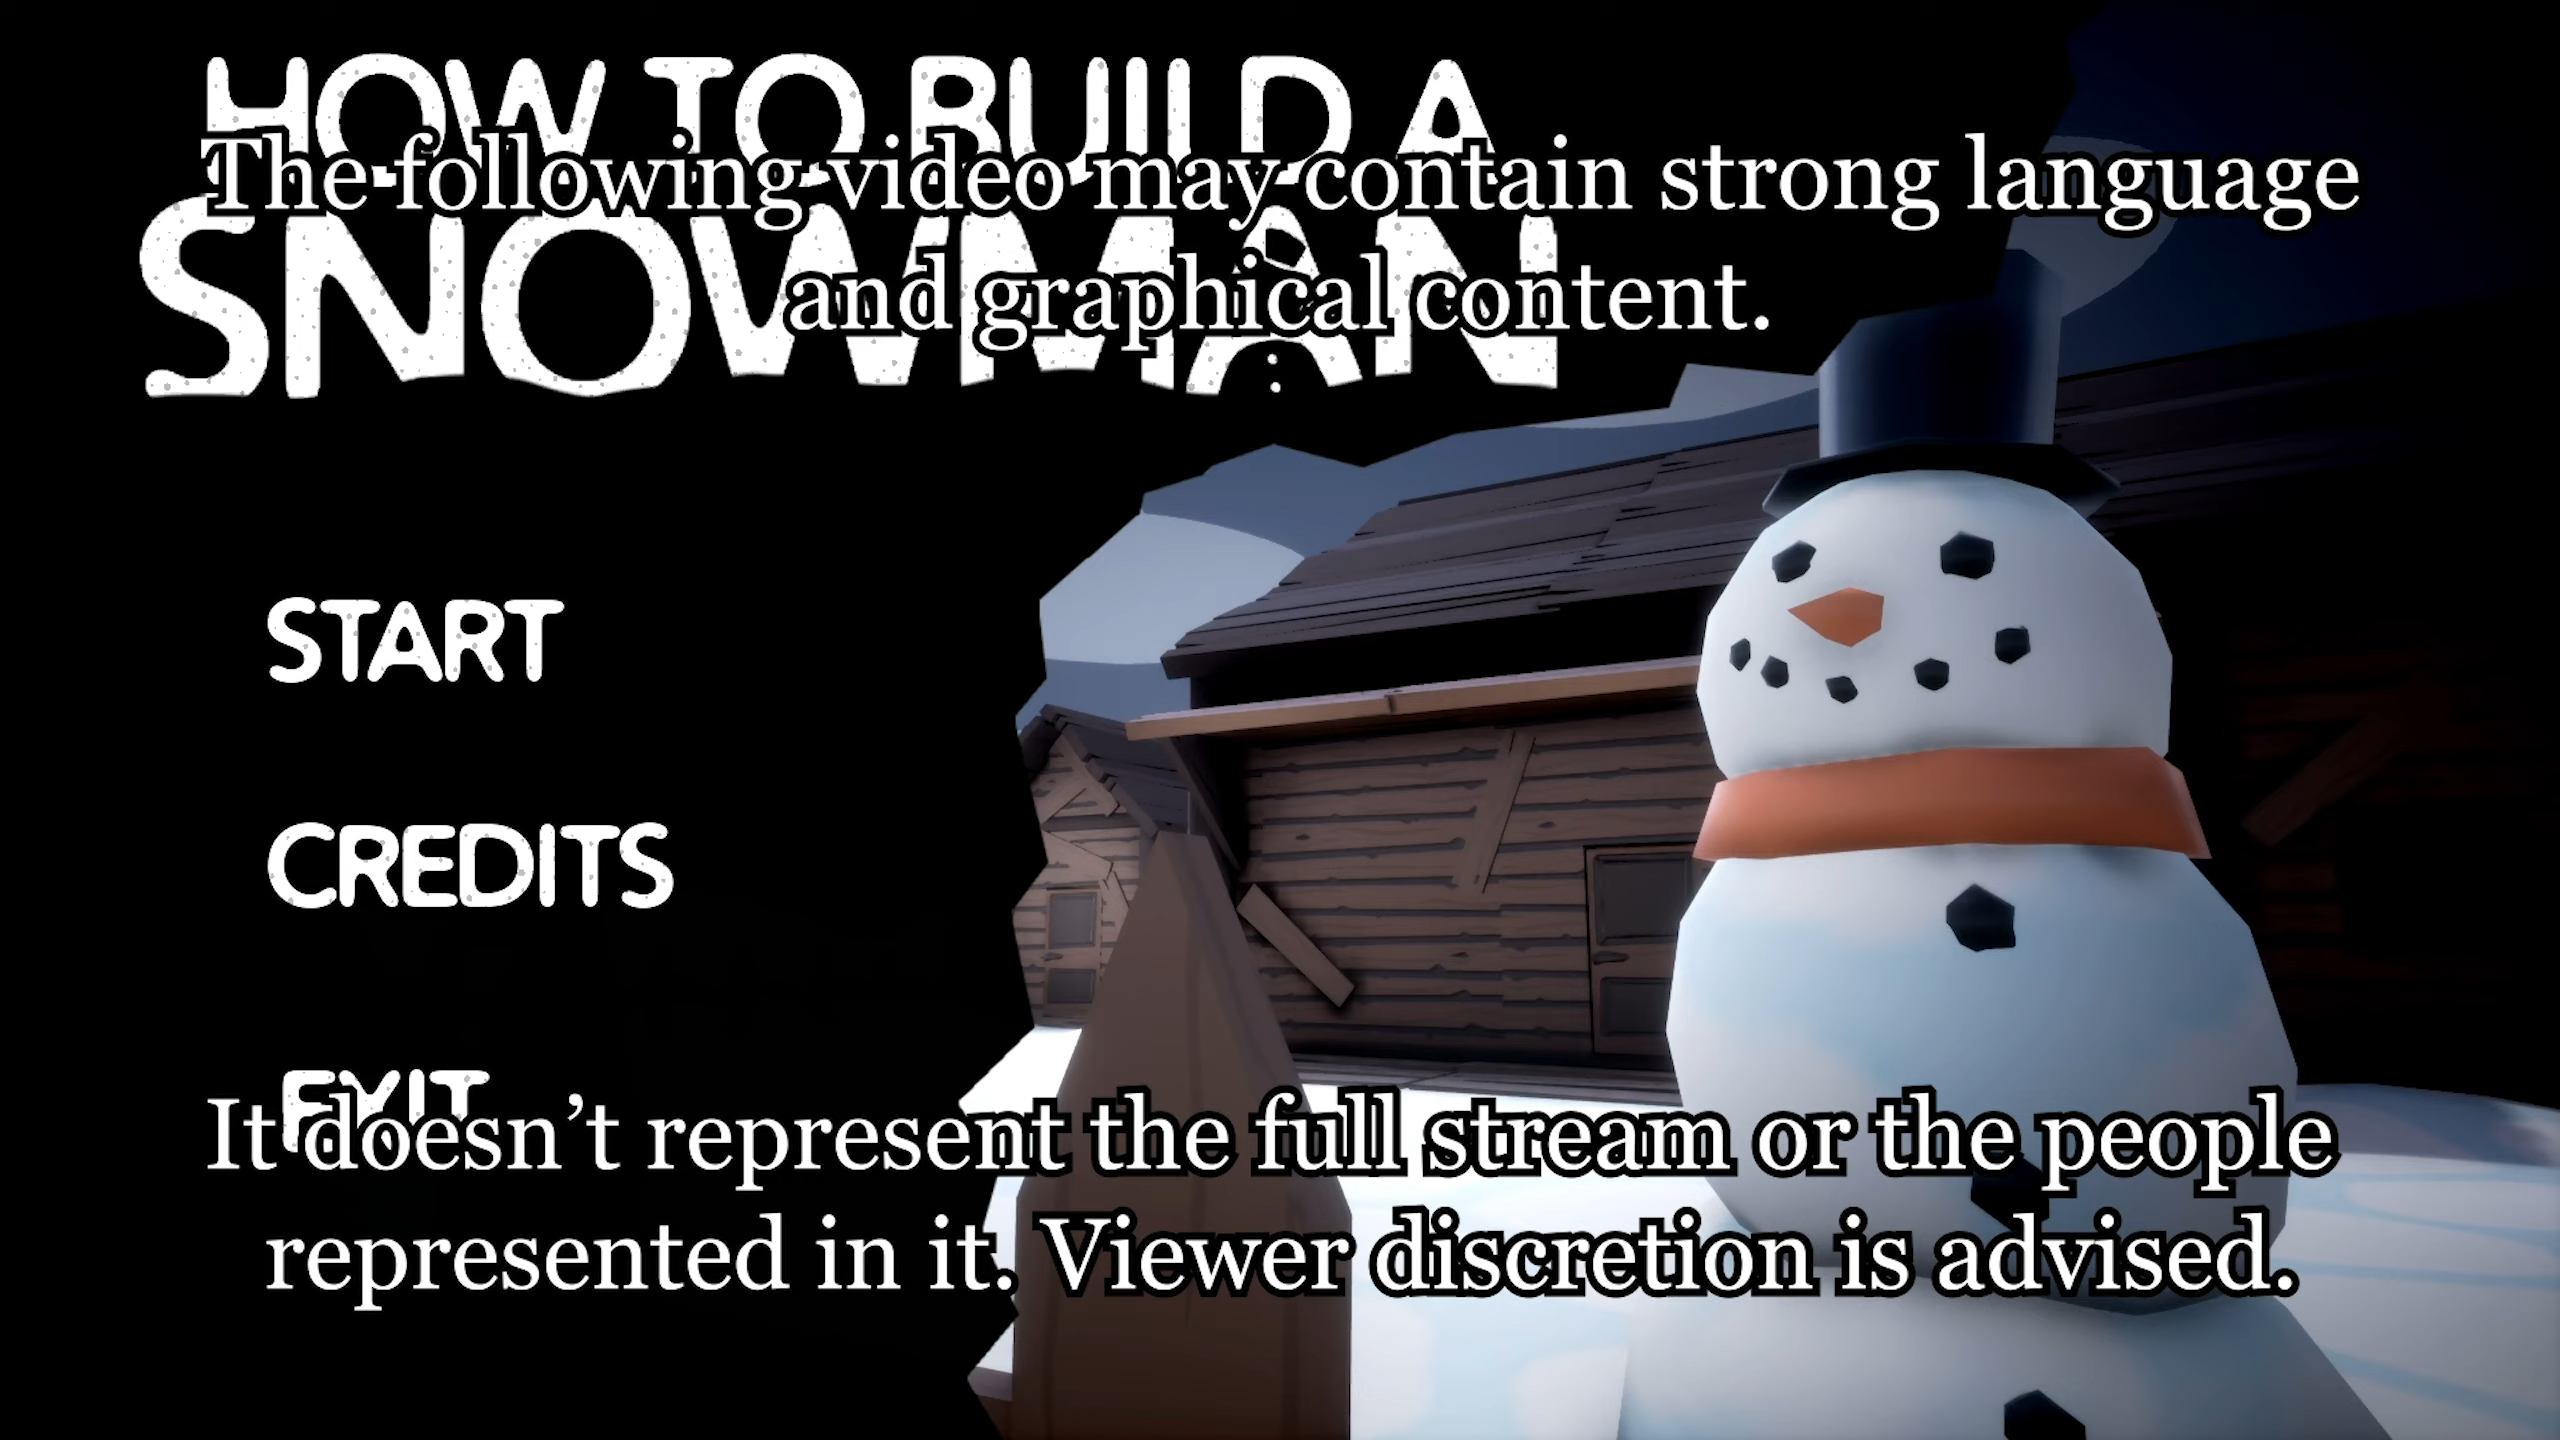 HOW TO BUILD A
The following video may contain strong language
SNOWMAN
and graphical content.
START
CREDITS
EXIT
It doesn’t represent the full stream or the people
represented in it. Viewer discretion is advised.